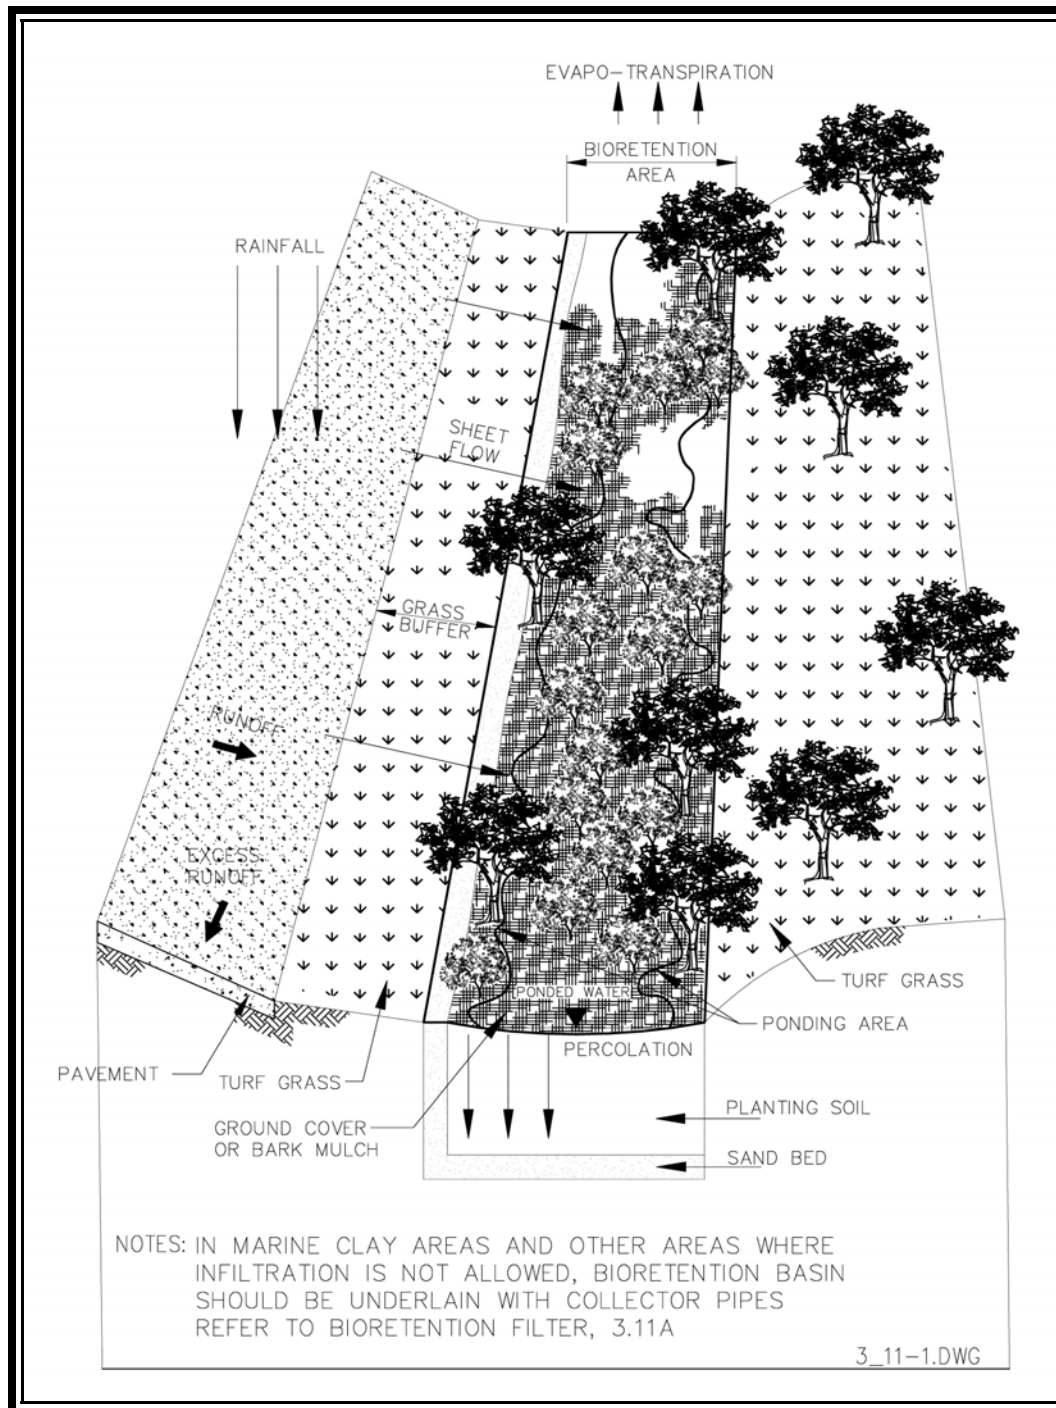 EVAPO-TRANSPIRATION
BIORETENTION
AREA
RAINFALL
SHEET
FLOW
GRASS
BUFFER
RUNOFF
EXCESS
RUNOFF
TURF GRASS
PONDED WATER
PONDING AREA
PERCOLATION
PAVEMENT
TURF GRASS
PLANTING SOIL
GROUND COVER
OR BARK MULCH
SAND BED
NOTES: IN MARINE CLAY AREAS AND OTHER AREAS WHERE
INFILTRATION IS NOT ALLOWED, BIORETENTION BASIN
SHOULD BE UNDERLAIN WITH COLLECTOR PIPES
REFER TO BIORETENTION FILTER, 3.11A
3_11-1.DWG